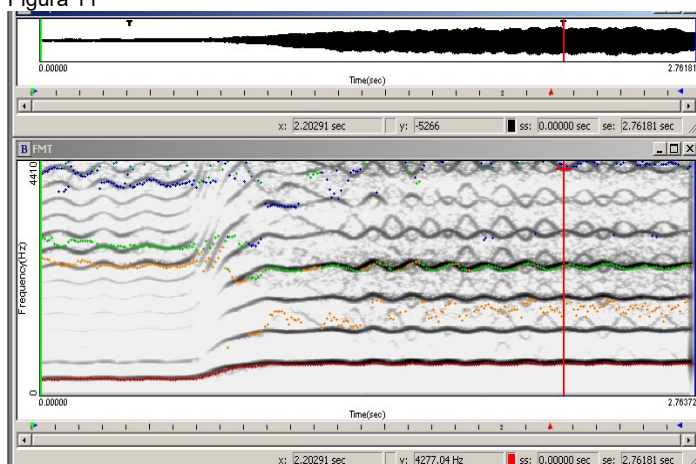 Figura 11
0.00000
2.76181
Time(sec)
2
x: 2.20291 sec y: -5266 ss: 0.00000 sec se: 2.76181 sec
B FMT
4410
Frequency(Hz)
0
0.00000
2.76372
Time(sec)
2
x: 2.20291 sec y: 4277.04 Hz ss: 0.00000 sec se: 2.76181 sec